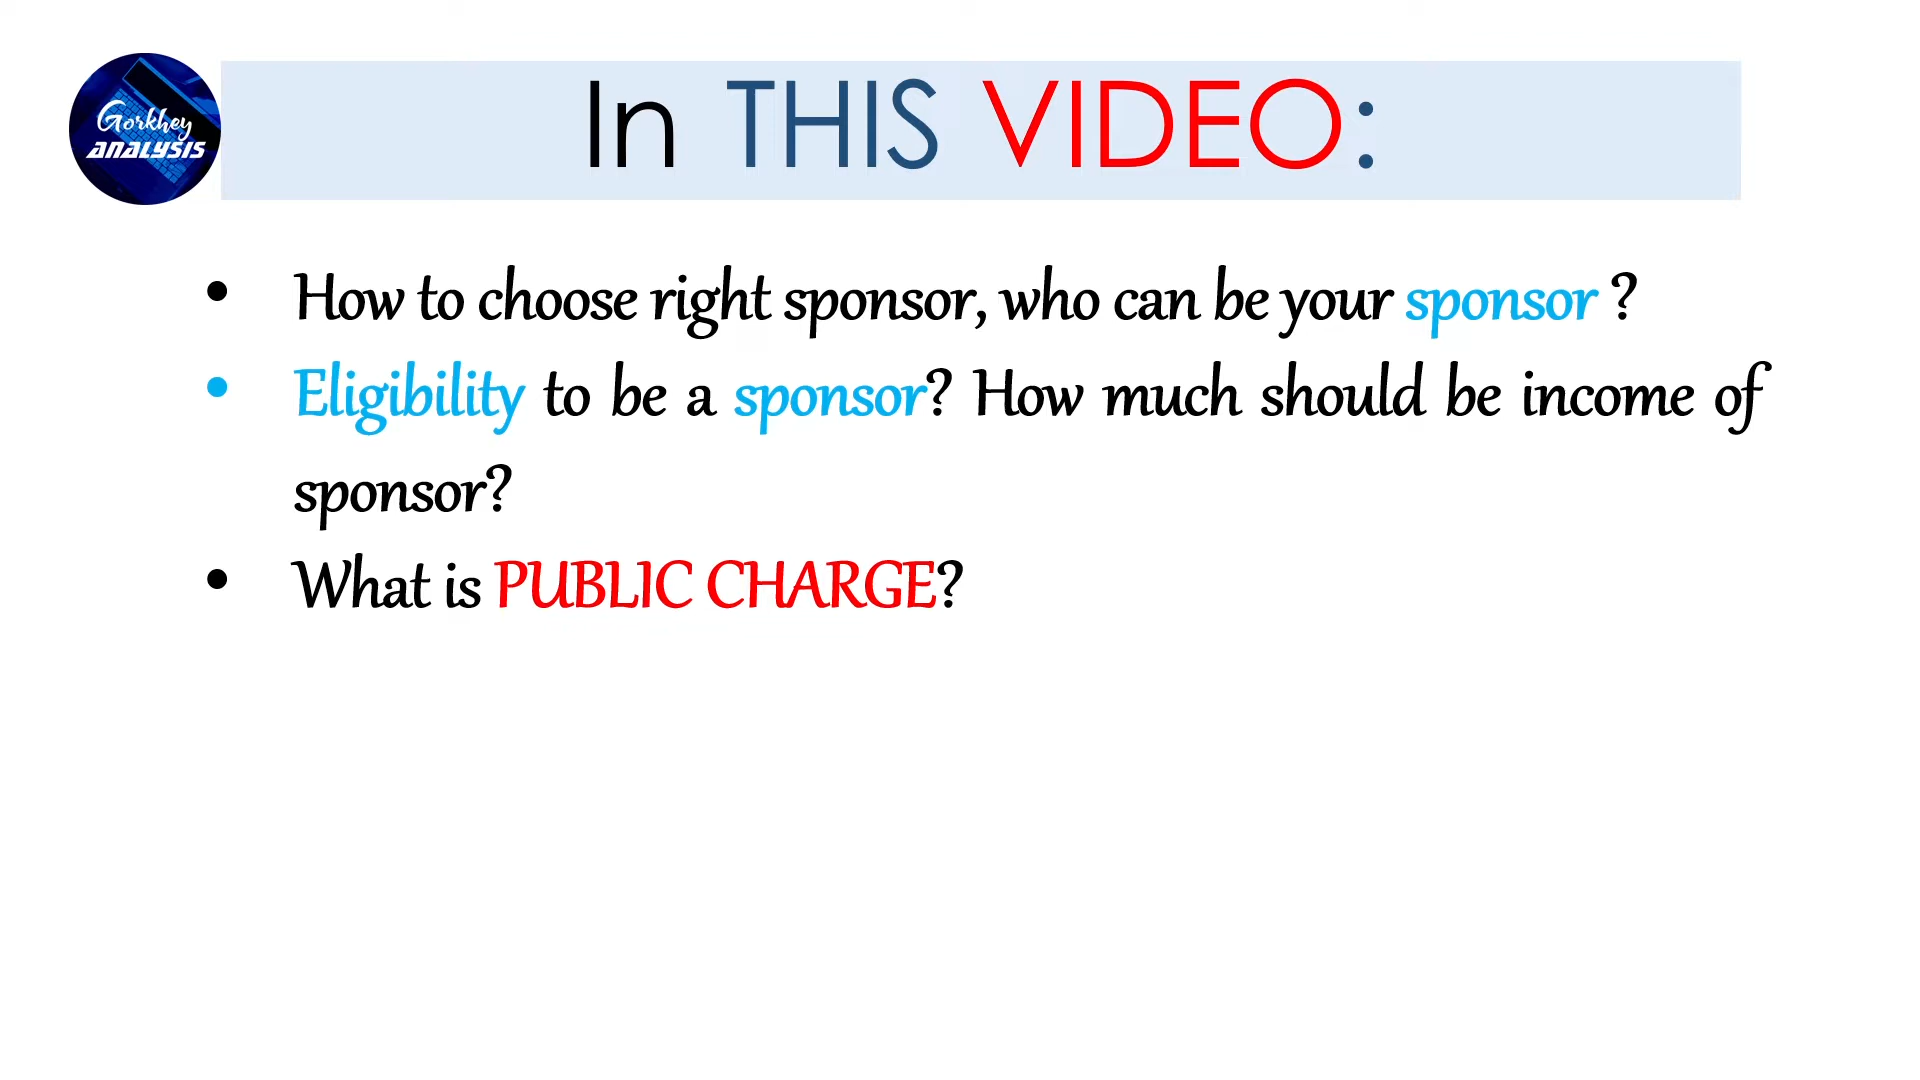 Gorkhey
ANALYSIS
In THIS VIDEO:
• How to choose right sponsor, who can be your sponsor ?
• Eligibility to be a sponsor? How much should be income of
sponsor?
• What is PUBLIC CHARGE?